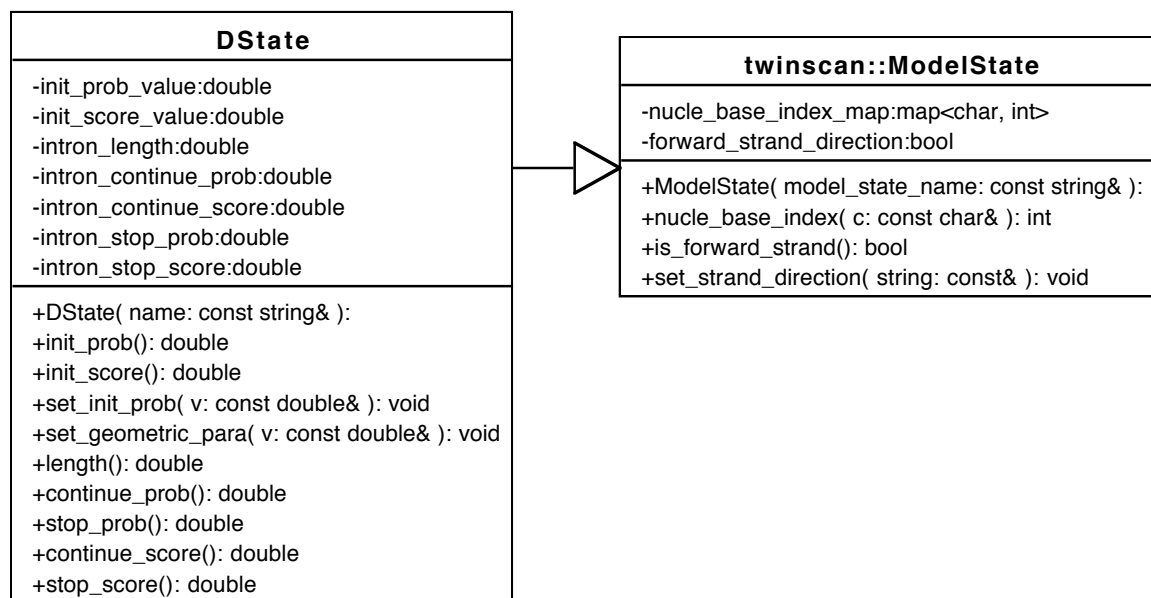 DState
-init_prob_value:double
-init_score_value:double
-intron_length:double
-intron_continue_prob:double
-intron_continue_score:double
-intron_stop_prob:double
-intron_stop_score:double
+DState( name: const string& ):
+init_prob(): double
+init_score(): double
+set_init_prob( v: const double& ): void
+set_geometric_para( v: const double& ): void
+length(): double
+continue_prob(): double
+stop_prob(): double
+continue_score(): double
+stop_score(): double
twinscan::ModelState
-nucle_base_index_map:map<char, int>
-forward_strand_direction:bool
+ModelState( model_state_name: const string& ):
+nucle_base_index( c: const char& ): int
+is_forward_strand(): bool
+set_strand_direction( string: const& ): void